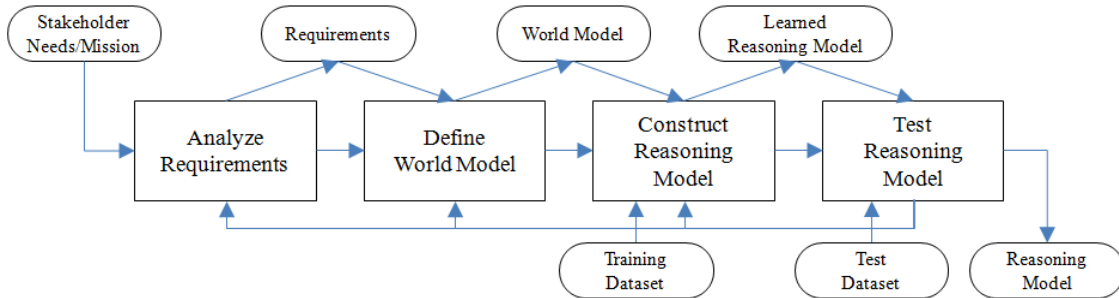 Stakeholder
Needs/Mission
Requirements
World Model
Learned
Reasoning Model
Analyze
Requirements
Define
World Model
Construct
Reasoning
Model
Test
Reasoning
Model
Training
Dataset
Test
Dataset
Reasoning
Model